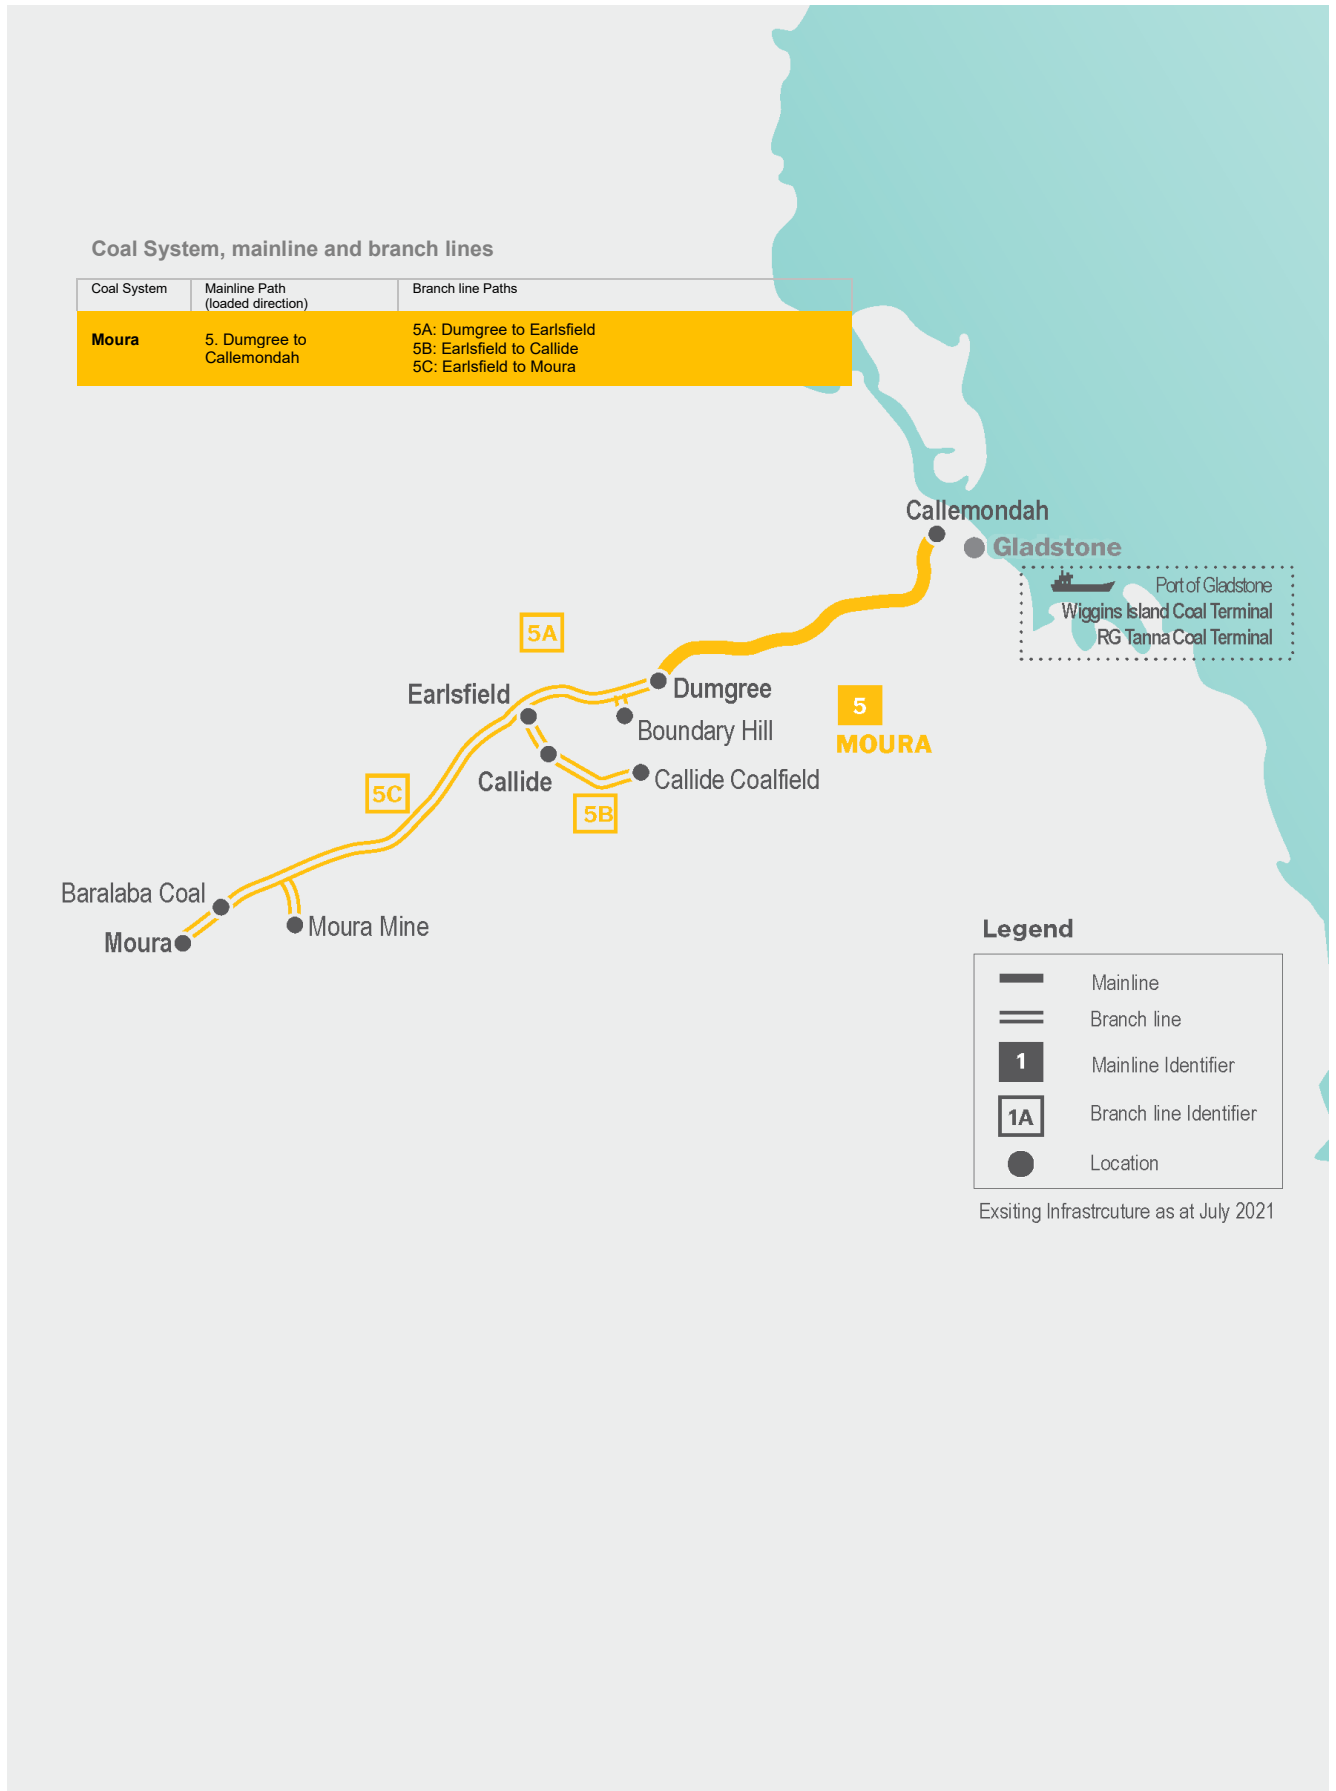 Coal System, mainline and branch lines
Coal System
Mainline Path
(loaded direction)
Branch line Paths
Moura
5. Dumgree to
Callemondah
5A: Dumgree to Earlsfield
5B: Earlsfield to Callide
5C: Earlsfield to Moura
Callemondah
Gladstone
Port of Gladstone
Wiggins Island Coal Terminal
RG Tanna Coal Terminal
5A
Earlsfield
Dumgree
5
MOURA
Boundary Hill
Callide
Callide Coalfield
5C
5B
Baralaba Coal
Moura
Moura Mine
Legend
Mainline
Branch line
1
Mainline Identifier
1A
Branch line Identifier
Location
Exsiting Infrastrcuture as at July 2021